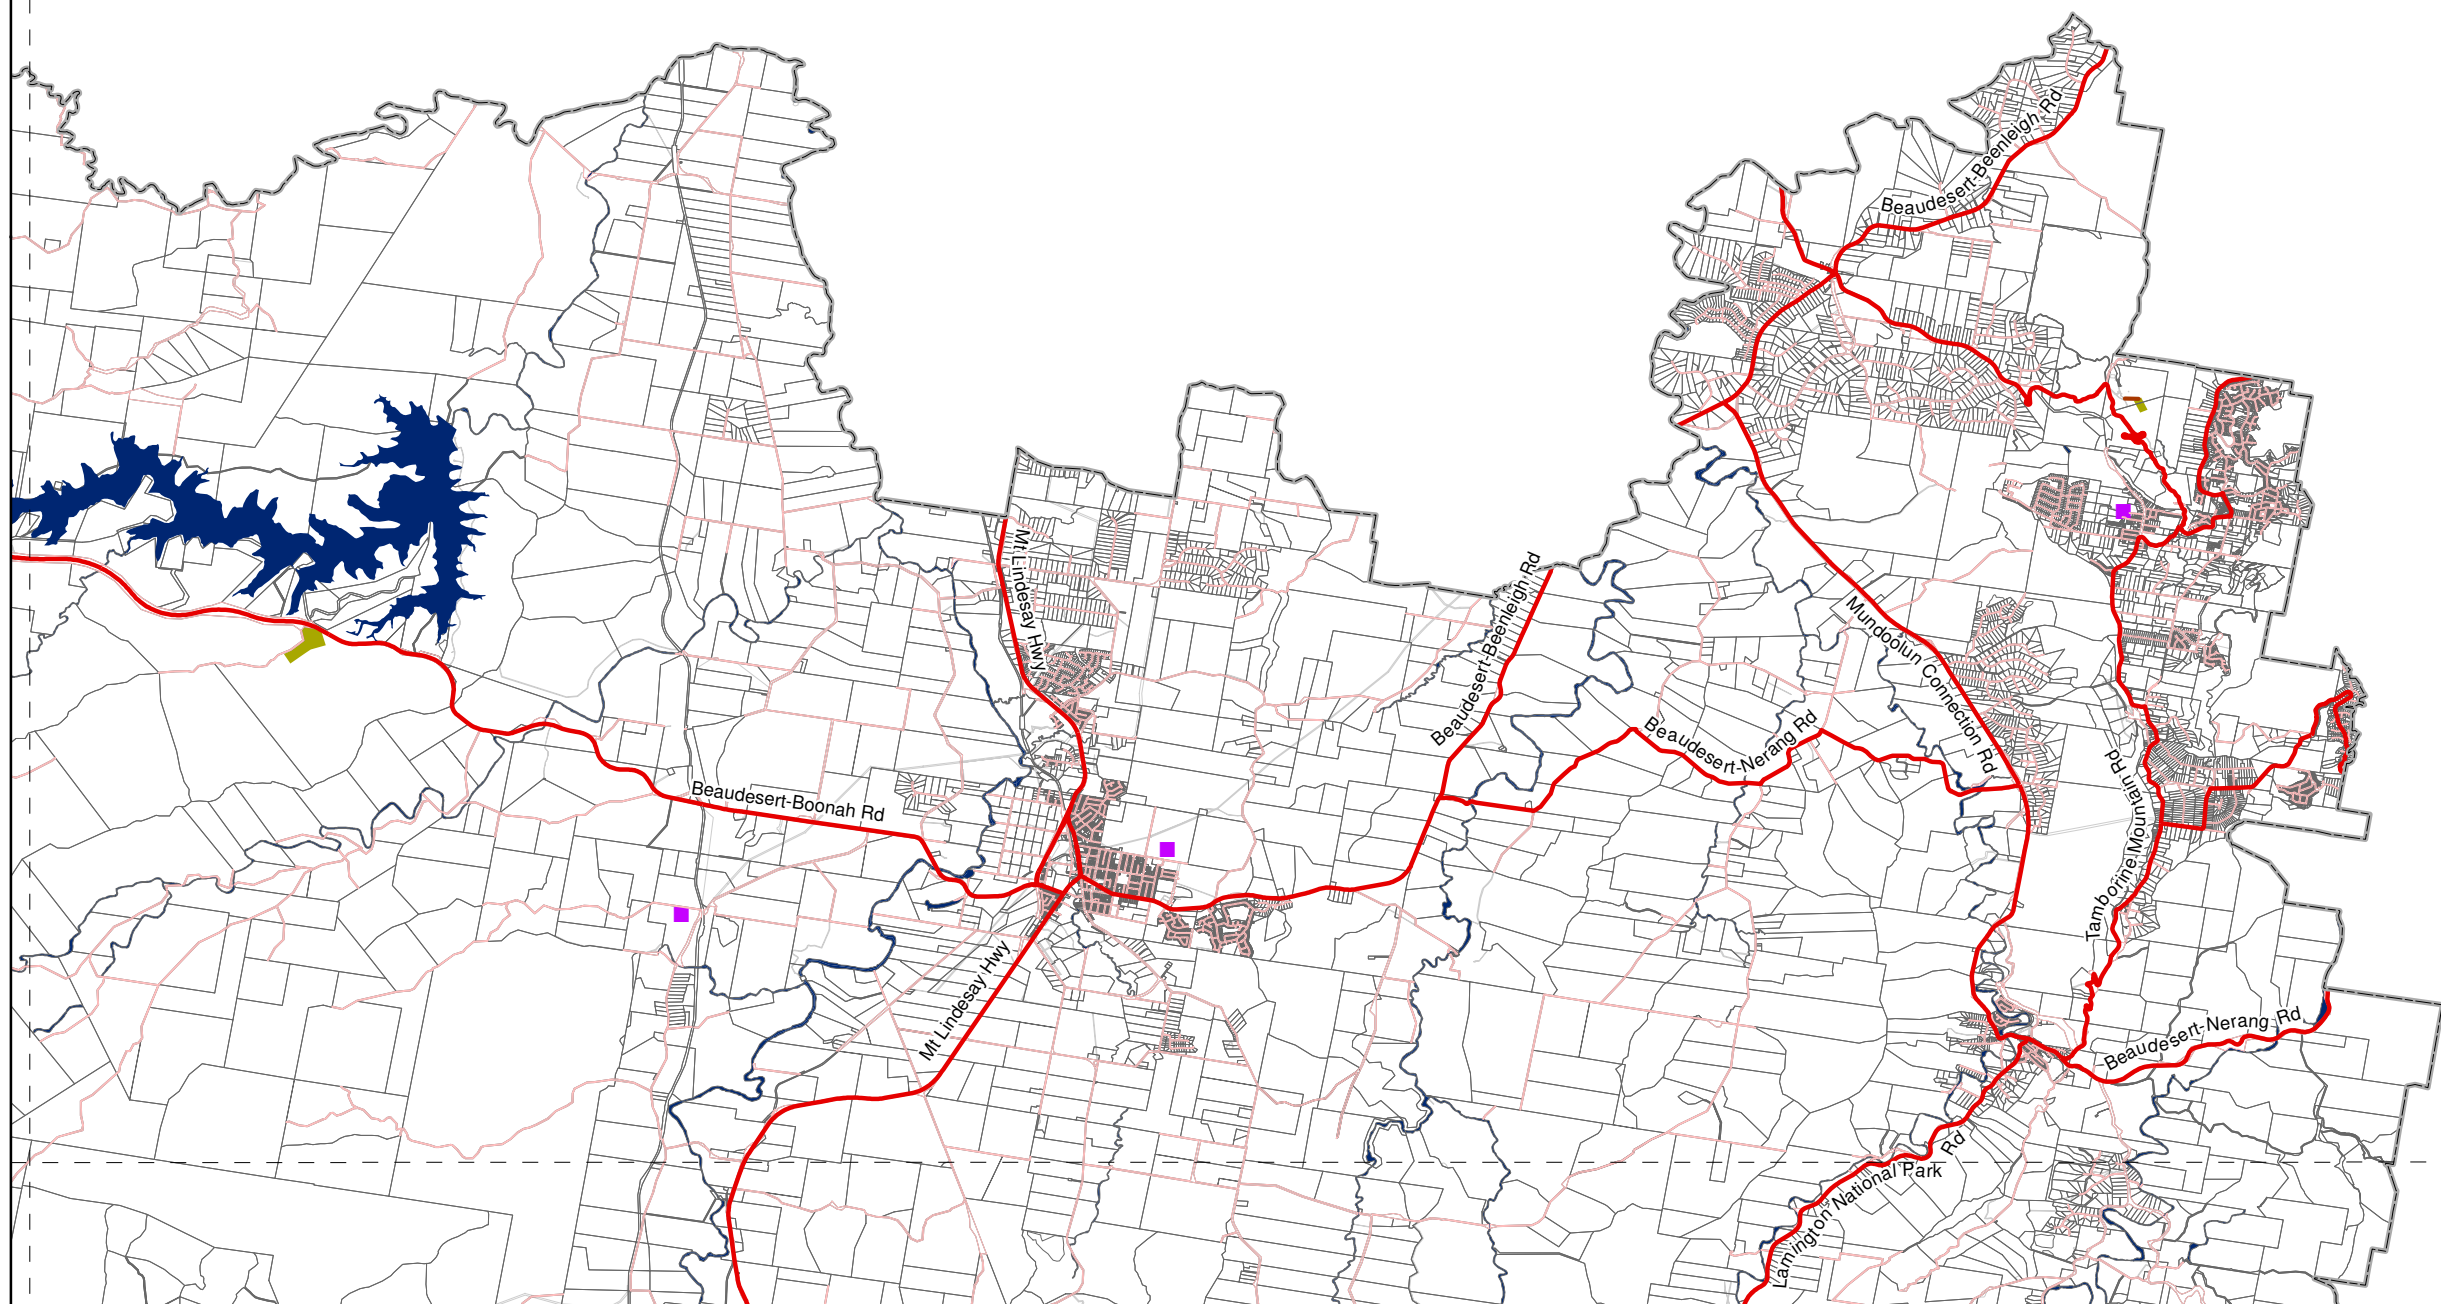 Beaudesert-Beenleigh Rd
Mt Lindesay Hwy
Beaudesert-Beenleigh Rd
Mundoolun Connection Rd
Beaudesert-Nerang Rd
Beaudesert-Boonah Rd
Tamborine Mountain Rd
Mt Lindesay Hwy
Beaudesert-Nerang Rd
Lamington National Park Rd